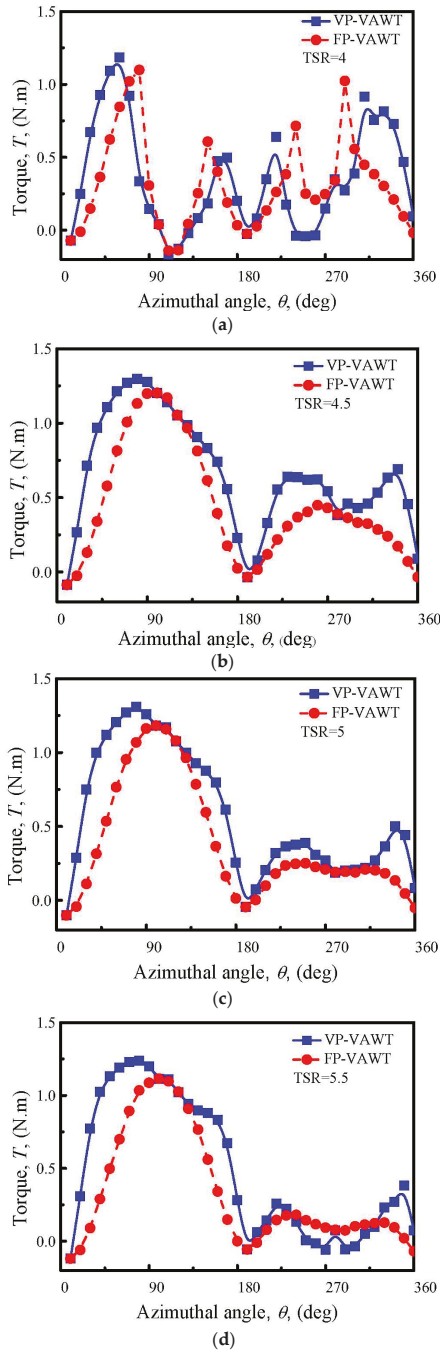 1.5
VP-VAWT
FP-VAWT
TSR=4
1.0
0.5
0.0
Torque, T, (N.m)
0 90 180 270 360
Azimuthal angle, θ, (deg)
(a)
1.5
VP-VAWT
FP-VAWT
TSR=4.5
1.0
0.5
0.0
Torque, T, (N.m)
0 90 180 270 360
Azimuthal angle, θ, (deg)
(b)
1.5
VP-VAWT
FP-VAWT
TSR=5
1.0
0.5
0.0
Torque, T, (N.m)
0 90 180 270 360
Azimuthal angle, θ, (deg)
(c)
1.5
VP-VAWT
FP-VAWT
TSR=5.5
1.0
0.5
0.0
Torque, T, (N.m)
0 90 180 270 360
Azimuthal angle, θ, (deg)
(d)